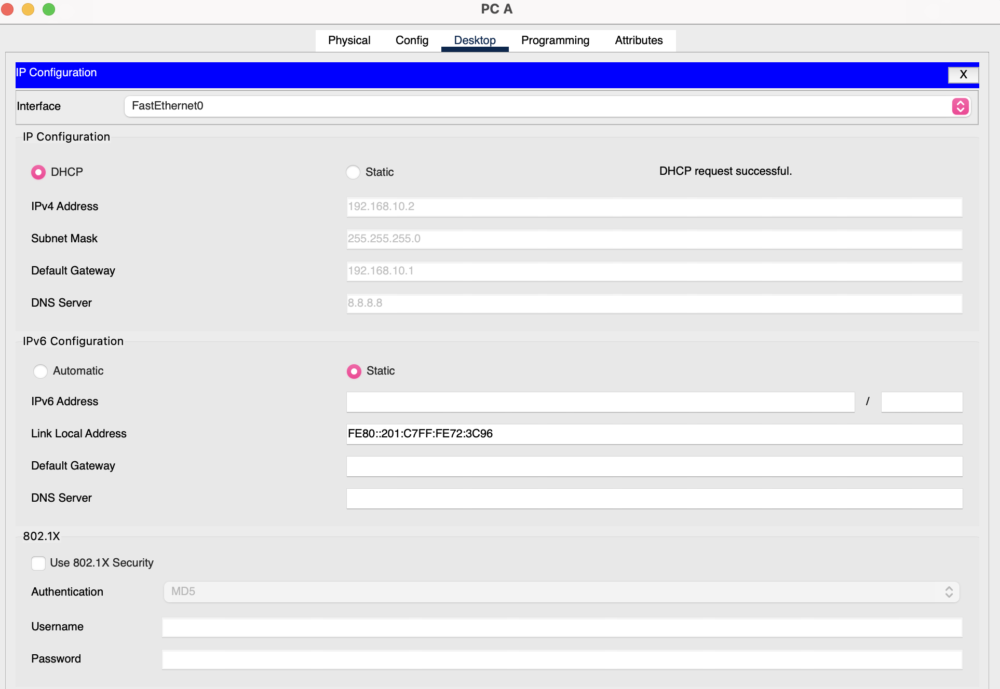 PC A
Physical Config Desktop Programming Attributes
IP Configuration
X
Interface FastEthernet0
IP Configuration
DHCP Static DHCP request successful.
IPv4 Address 192.168.10.2
Subnet Mask 255.255.255.0
Default Gateway 192.168.10.1
DNS Server 8.8.8.8
IPv6 Configuration
Automatic Static
IPv6 Address /
Link Local Address FE80::201:C7FF:FE72:3C96
Default Gateway
DNS Server
802.1X
Use 802.1X Security
Authentication MD5
Username
Password